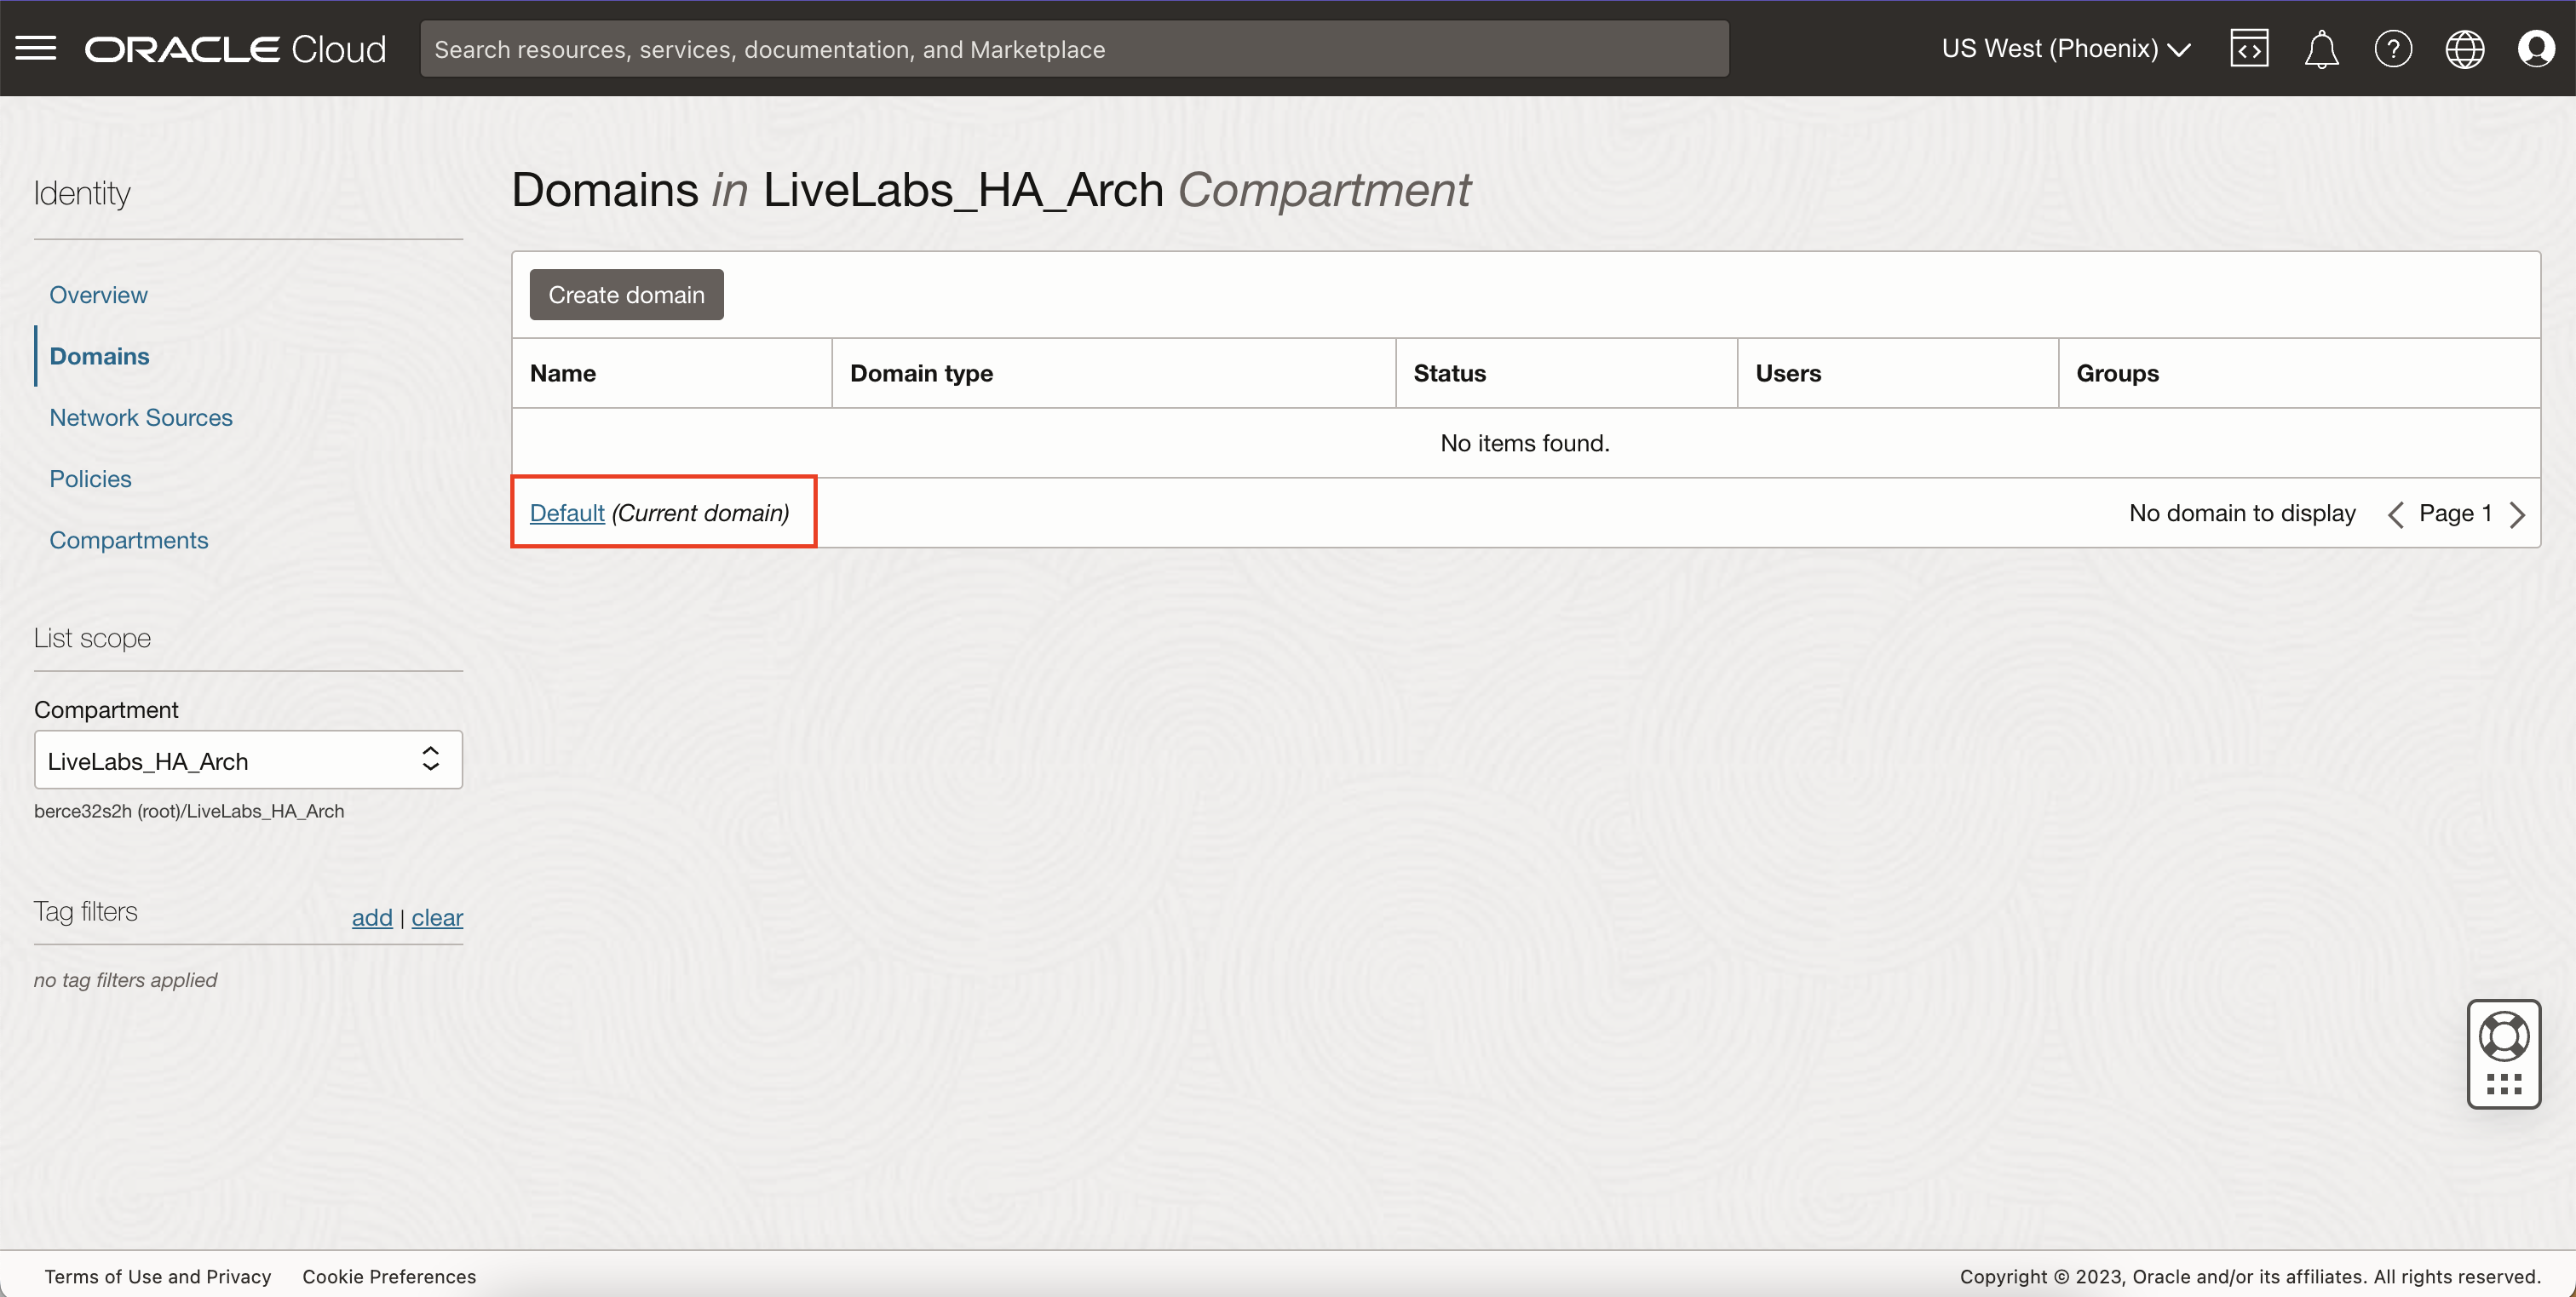 ORACLE Cloud
Search resources, services, documentation, and Marketplace
US West (Phoenix)
Identity
Overview
Domains
Network Sources
Policies
Compartments
List scope
Compartment
LiveLabs_HA_Arch
berce32s2h (root)/LiveLabs_HA_Arch
Tag filters
add | clear
no tag filters applied
Domains in LiveLabs_HA_Arch Compartment
Create domain
Name Domain type Status Users Groups
No items found.
Default (Current domain) No domain to display Page 1
Terms of Use and Privacy Cookie Preferences Copyright © 2023, Oracle and/or its affiliates. All rights reserved.